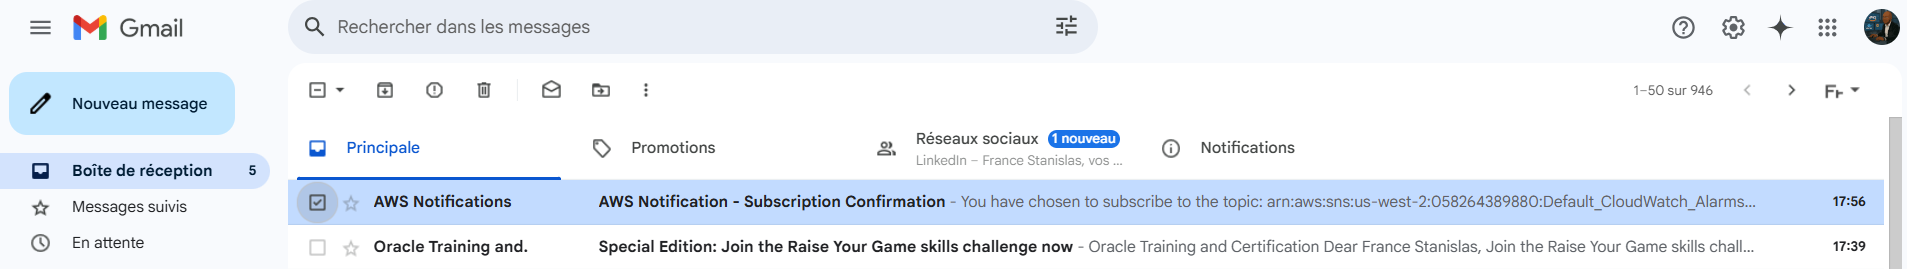 Gmail
Rechercher dans les messages
Nouveau message
1–50 sur 946
Principale
Promotions
Réseaux sociaux 1 nouveau
LinkedIn – France Stanislas, vos ...
Notifications
Boîte de réception 5
Messages suivis
En attente
AWS Notifications AWS Notification - Subscription Confirmation - You have chosen to subscribe to the topic: arn:aws:sns:us-west-2:058264389880:Default_CloudWatch_Alarms... 17:56
Oracle Training and. Special Edition: Join the Raise Your Game skills challenge now - Oracle Training and Certification Dear France Stanislas, Join the Raise Your Game skills chall... 17:39